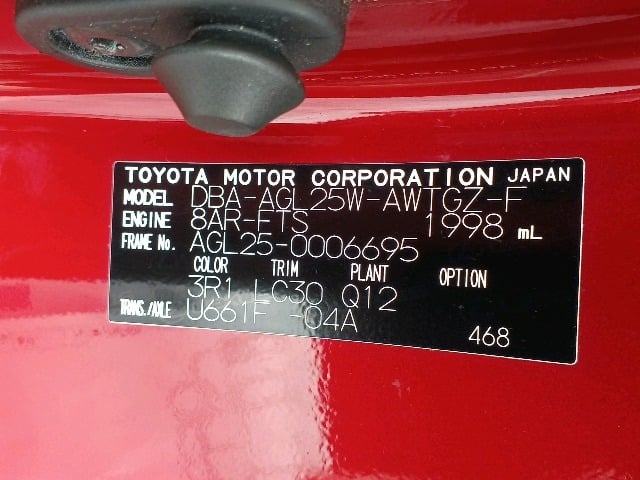 TOYOTA MOTOR CORPORATION JAPAN
MODEL DBA-AGL25W-AWTGZ-F
ENGINE 8AR-FTS 1998 mL
FRAME No. AGL25-0006695
COLOR TRIM PLANT OPTION
3R1 LC30 Q12
TRANS./AXLE U661F -04A
468